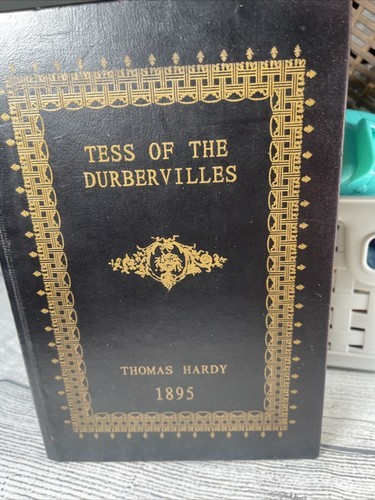 TESS OF THE
DURBERVILLES
THOMAS HARDY
1895